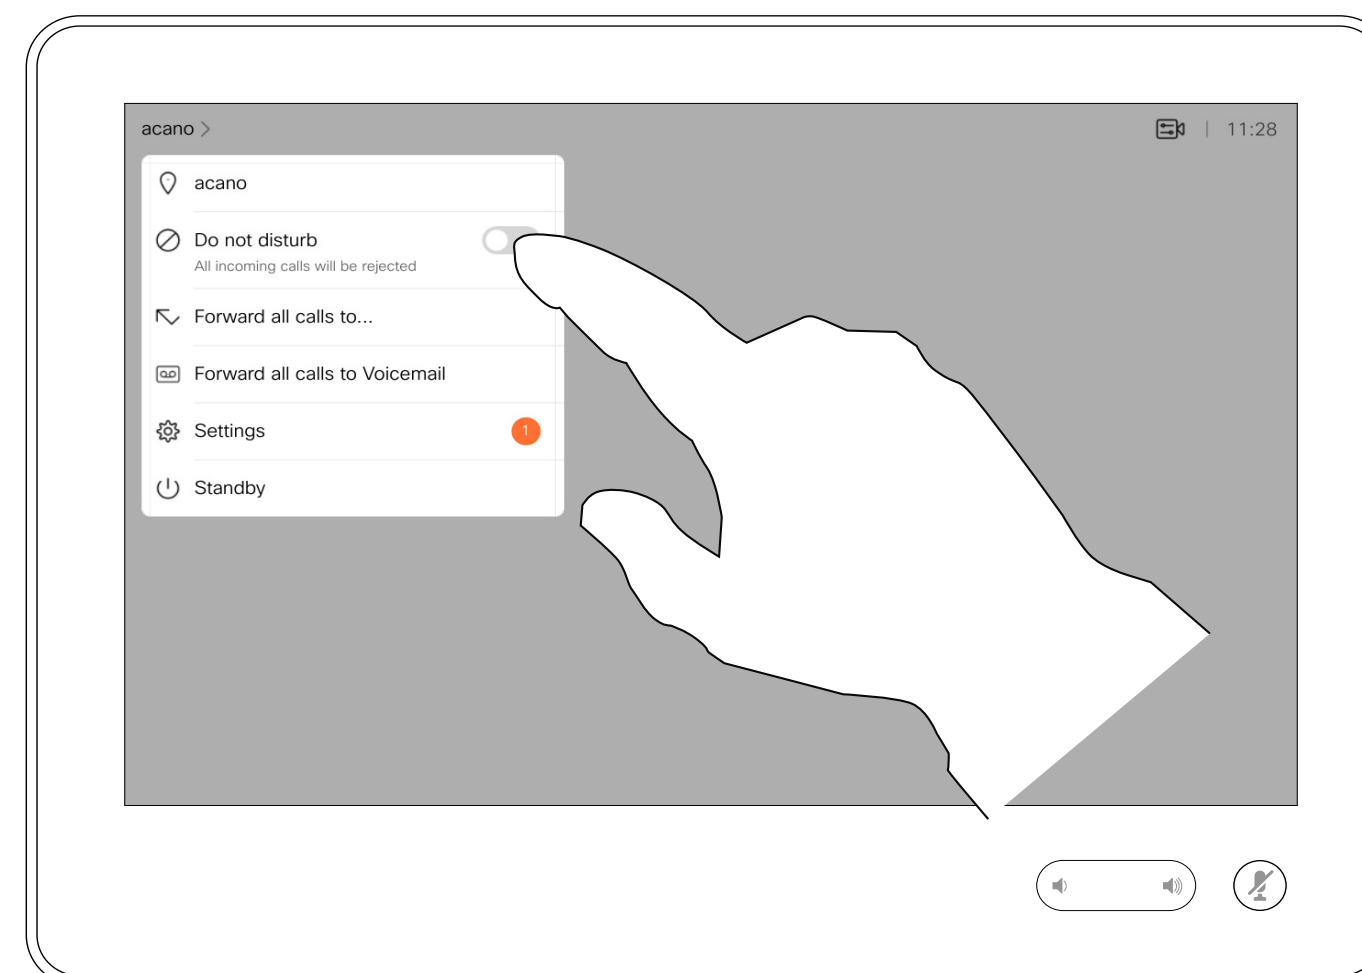 acano >
11:28
acano
Do not disturb
All incoming calls will be rejected
Forward all calls to...
Forward all calls to Voicemail
Settings
1
Standby